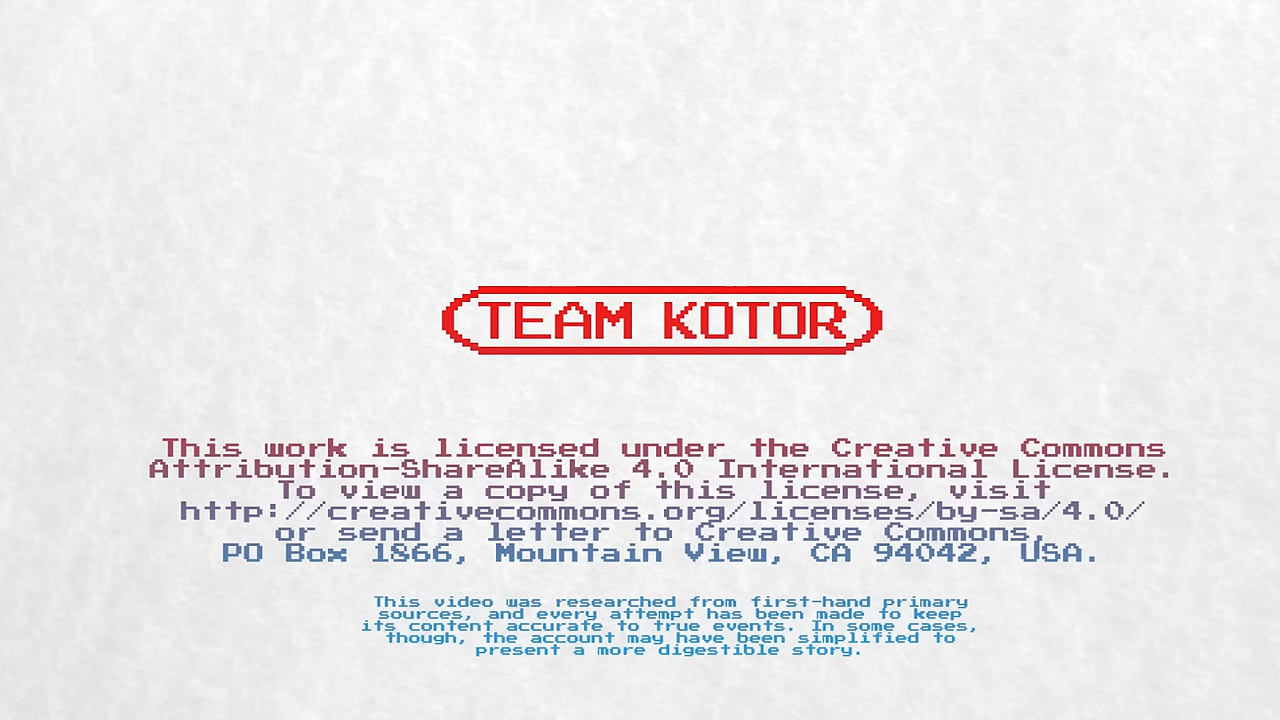 TEAM KOTOR
This work is licensed under the Creative Commons
Attribution-ShareAlike 4.0 International License.
To view a copy of this license, visit
http://creativecommons.org/licenses/by-sa/4.0/
or send a letter to Creative Commons,
PO Box 1866, Mountain View, CA 94042, USA.
This video was researched from first-hand primary
sources, and every attempt has been made to keep
its content accurate to true events. In some cases,
though, the account may have been simplified to
present a more digestible story.